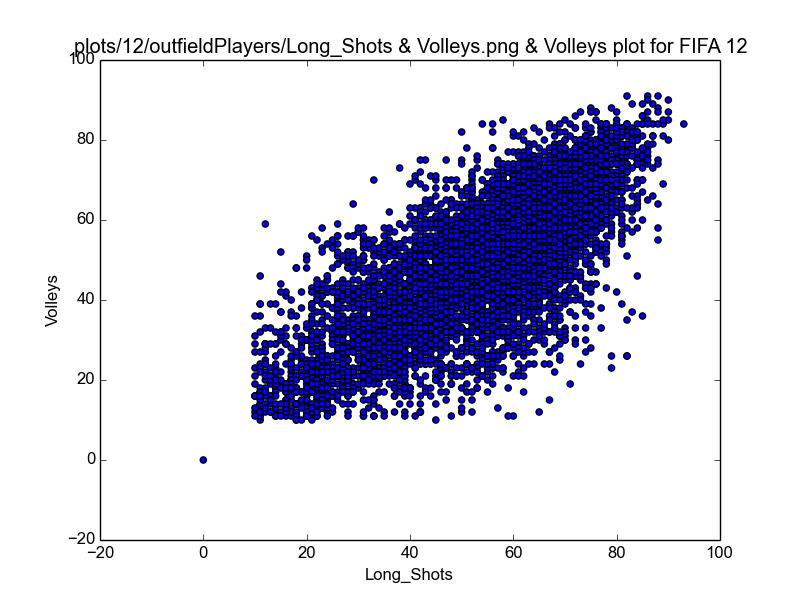 plots/12/outfieldPlayers/Long_Shots & Volleys.png & Volleys plot for FIFA 12
100
80
60
40
20
0
−20
Volleys
−20 0 20 40 60 80 100
Long_Shots